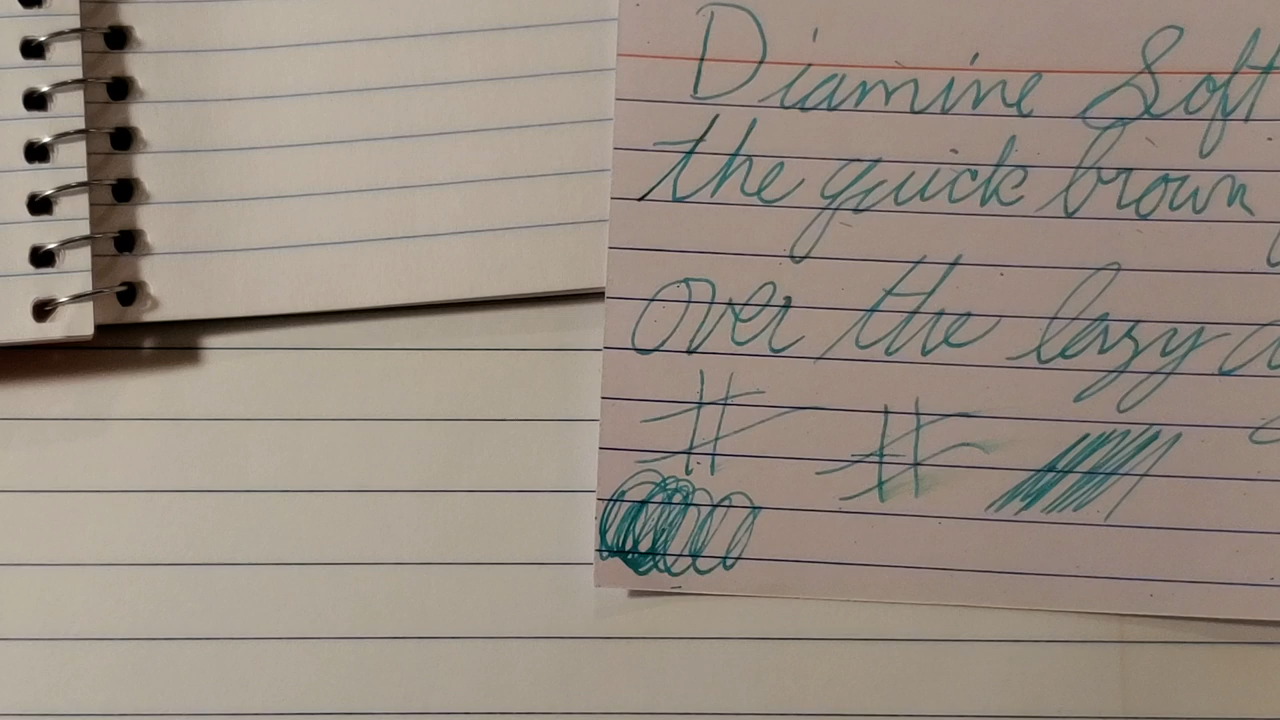 Diamine Soft
the quick brown
over the lazy
# #